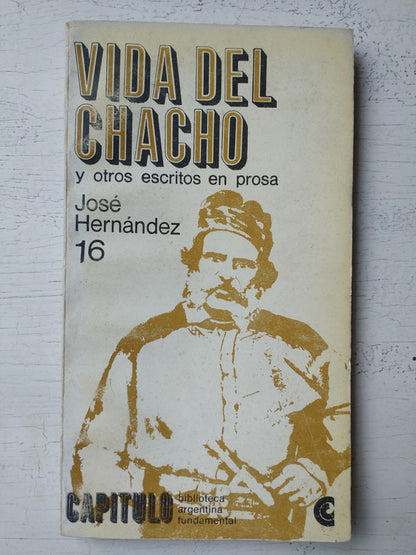 VIDA DEL
CHACHO
y otros escritos en prosa
José
Hernández
16
CAPITULO
biblioteca
argentina
fundamental